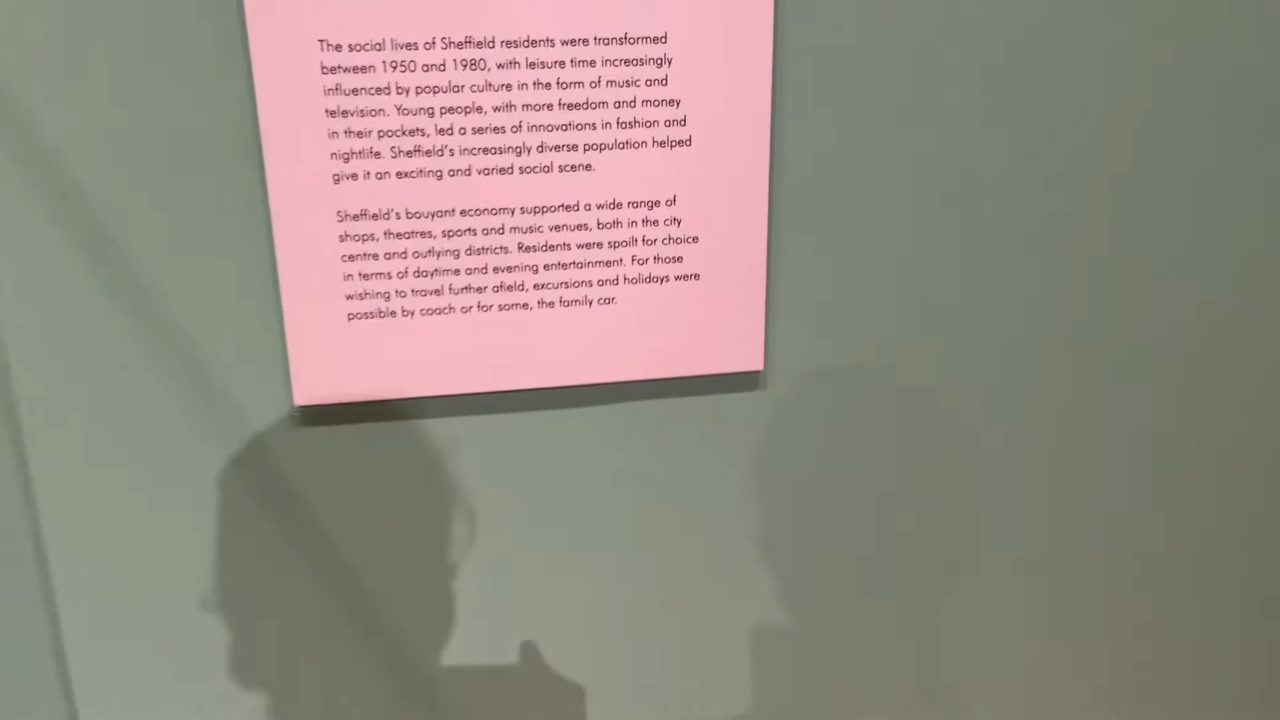 The social lives of Sheffield residents were transformed
between 1950 and 1980, with leisure time increasingly
influenced by popular culture in the form of music and
television. Young people, with more freedom and money
in their pockets, led a series of innovations in fashion and
nightlife. Sheffield's increasingly diverse population helped
give it an exciting and varied social scene.
Sheffield's bouyant economy supported a wide range of
shops, theatres, sports and music venues, both in the city
centre and outlying districts. Residents were spoilt for choice
in terms of daytime and evening entertainment. For those
wishing to travel further afield, excursions and holidays were
possible by coach or for some, the family car.